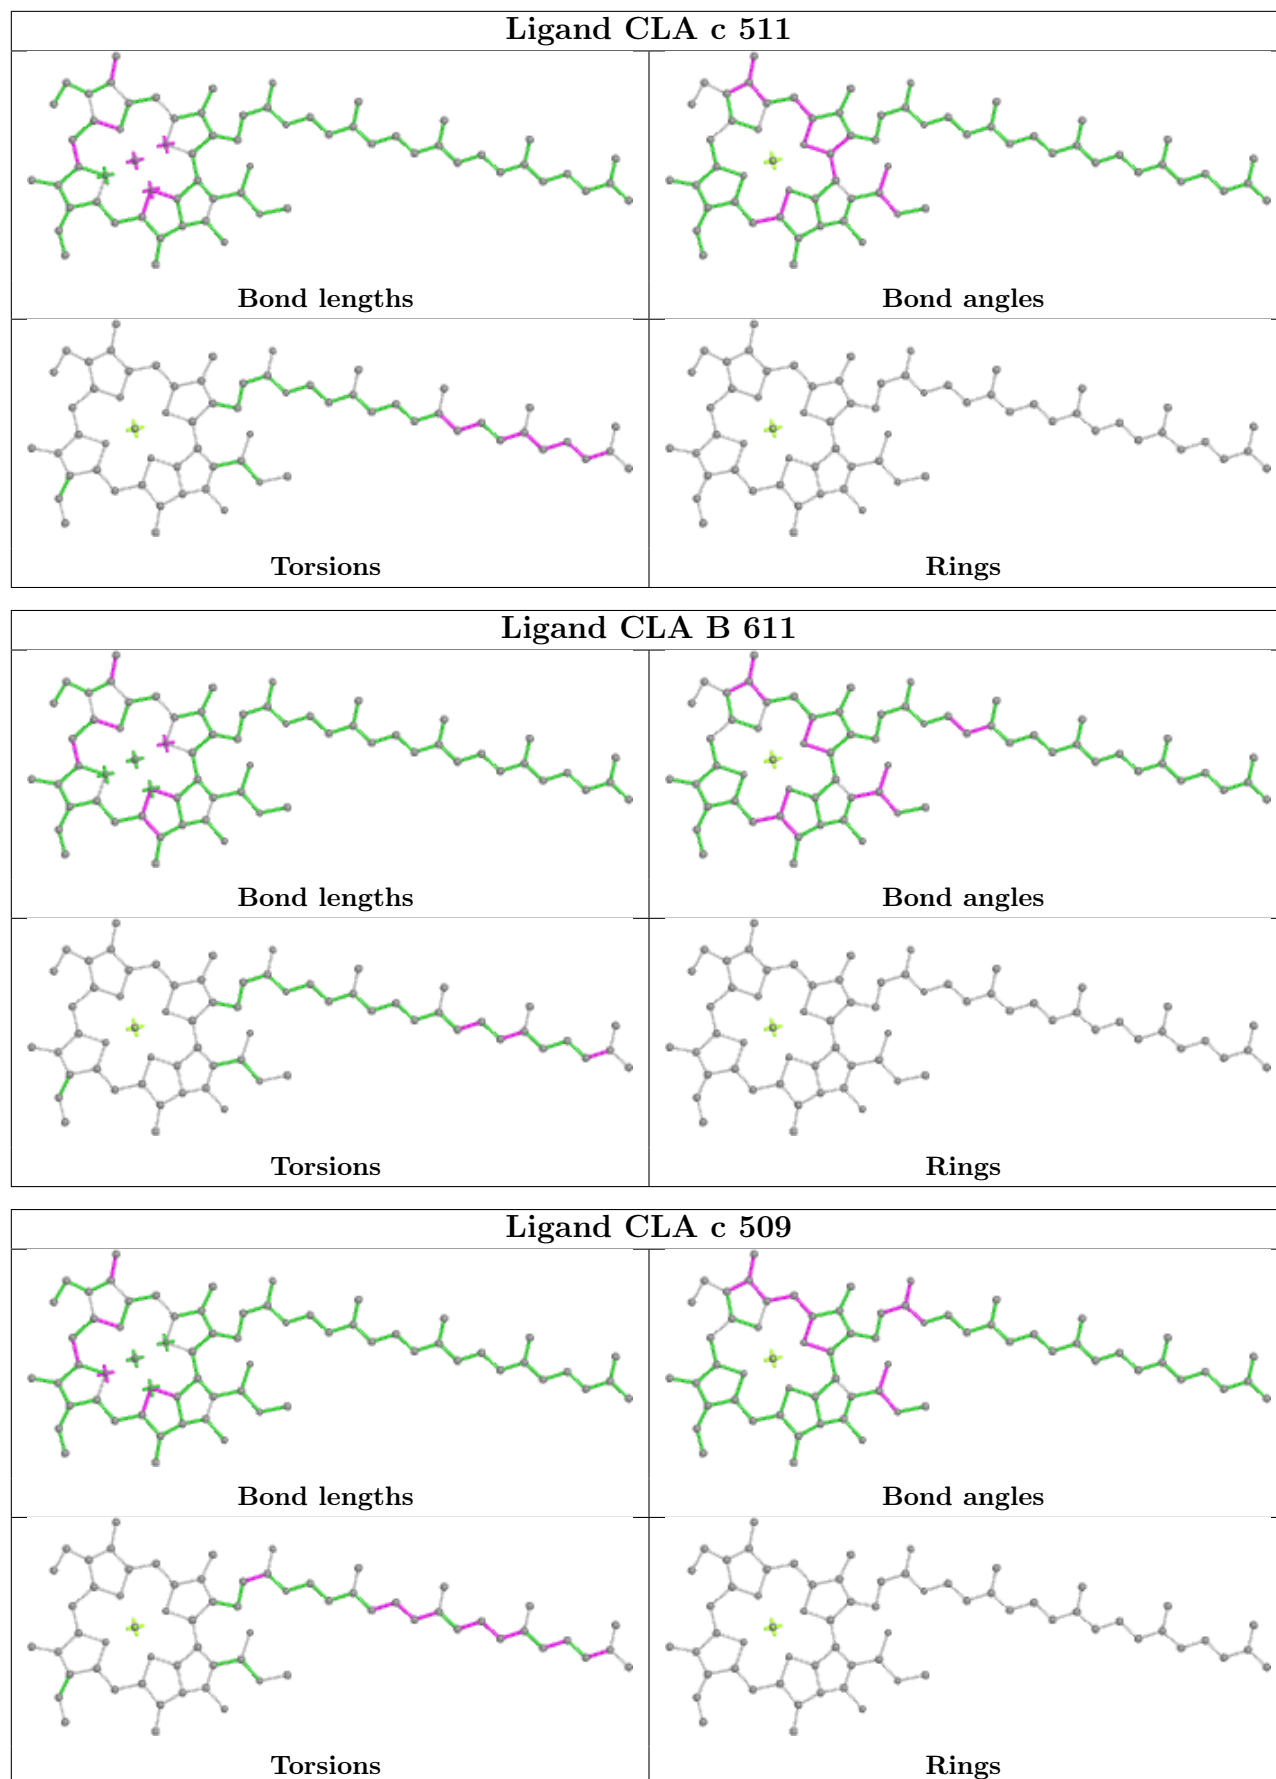 Ligand CLA c 511
Bond lengths
Bond angles
Torsions
Rings
Ligand CLA B 611
Bond lengths
Bond angles
Torsions
Rings
Ligand CLA c 509
Bond lengths
Bond angles
Torsions
Rings